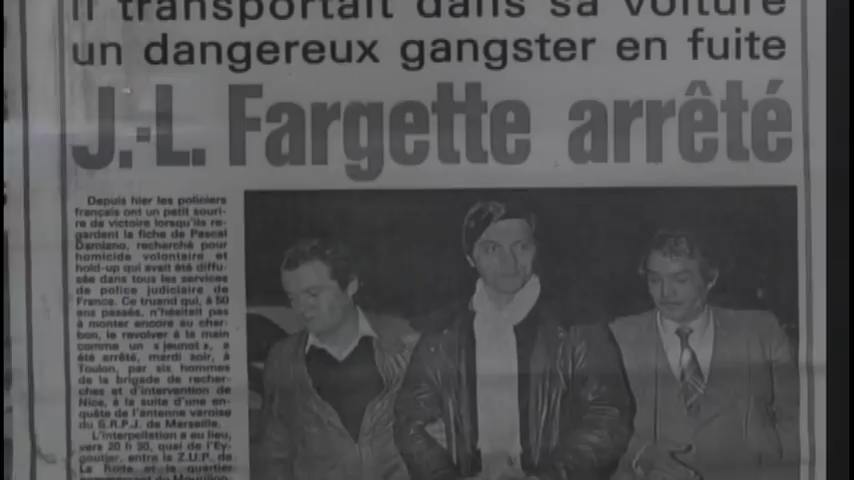 il transportait dans sa voiture
un dangereux gangster en fuite
J.-L. Fargette arrêté
Depuis hier les policiers
français ont un petit souri-
re de victoire lorsqu'ils re-
gardent la fiche de Pascal
Damiano, recherché pour
homicide volontaire et
hold-up qui avait été diffu-
sée dans tous les services
de police judiciaire de
France. Ce truand qui, à 50
ans passés, n'hésitait pas
à monter encore au char-
bon, le revolver à la main
comme un « jeunot », a
été arrêté, mardi soir, à
Toulon, par six hommes
de la brigade de recher-
ches et d'intervention de
Nice, à la suite d'une en-
quête de l'antenne varoise
du S.R.P.J. de Marseille.
L'interpellation a eu lieu,
vers 20 h 50, quai de l'Ey-
goutier, entre la Z.U.P. de
La Rode et le quartier
du Mourillon